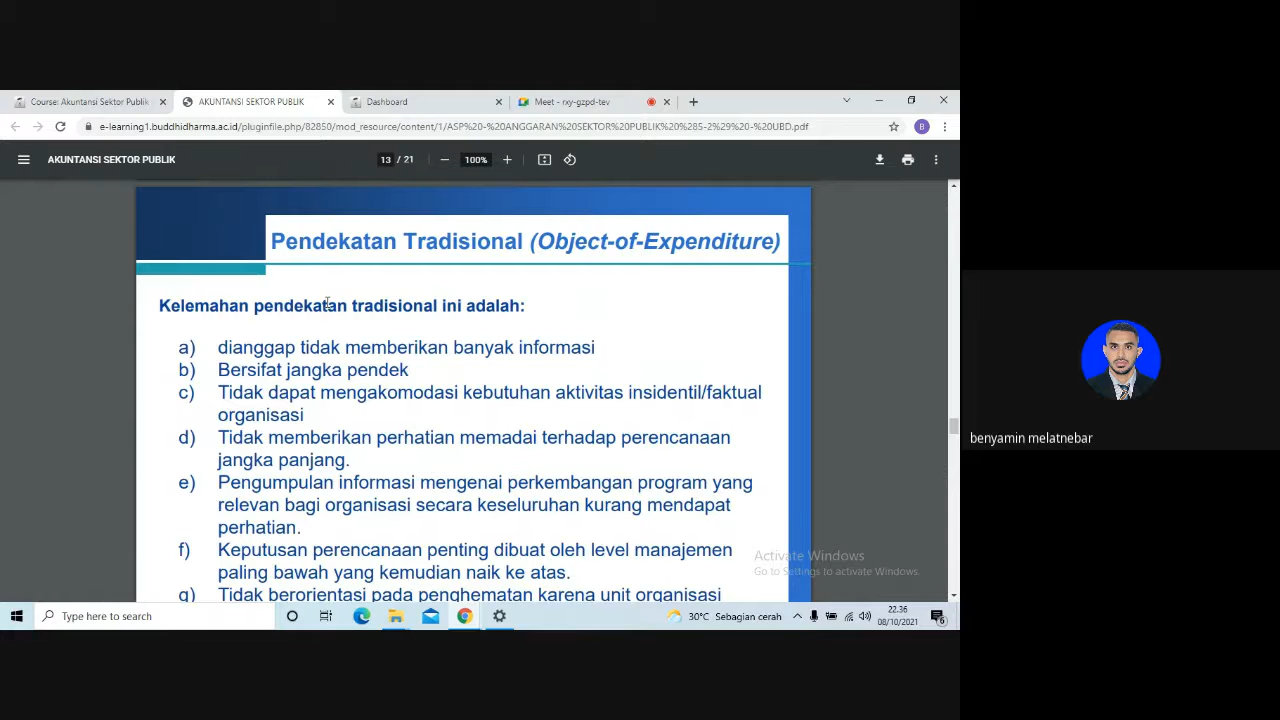 Course: Akuntansi Sektor Publik
AKUNTANSI SEKTOR PUBLIK
Dashboard
Meet - rxy-gzpd-tev
e-learning1.buddhidharma.ac.id/pluginfile.php/82850/mod_resource/content/1/ASP%20-%20ANGGARAN%20SEKTOR%20PUBLIK%20%285-2%29%20-%20UBD.pdf
B
AKUNTANSI SEKTOR PUBLIK
13 / 21
100%
Pendekatan Tradisional (Object-of-Expenditure)
Kelemahan pendekatan tradisional ini adalah:
a) dianggap tidak memberikan banyak informasi
b) Bersifat jangka pendek
c) Tidak dapat mengakomodasi kebutuhan aktivitas insidentil/faktual
organisasi
d) Tidak memberikan perhatian memadai terhadap perencanaan
jangka panjang.
e) Pengumpulan informasi mengenai perkembangan program yang
relevan bagi organisasi secara keseluruhan kurang mendapat
perhatian.
f) Keputusan perencanaan penting dibuat oleh level manajemen
paling bawah yang kemudian naik ke atas.
g) Tidak berorientasi pada penghematan karena unit organisasi
Activate Windows
Go to Settings to activate Windows.
benyamin melatnebar
Type here to search
30°C Sebagian cerah
22.36
08/10/2021
6